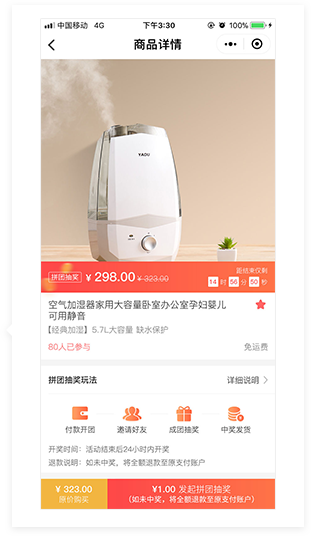 中国移动 4G 下午3:30 100%
商品详情
YADU
拼团抽奖 ¥ 298.00 ¥ 323.00
距结束仅剩
14 时 56 分 50 秒
空气加湿器家用大容量卧室办公室孕妇婴儿
可用静音
【经典加湿】5.7L大容量 缺水保护
80人已参与 免运费
拼团抽奖玩法 详细说明
付款开团 邀请好友 成团抽奖 中奖发货
开奖时间：活动结束后24小时内开奖
退款说明：如未中奖，将全额退款至原支付账户
¥ 323.00
原价购买
¥1.00 发起拼团抽奖
（如未中奖，将全额退款至原支付账户）